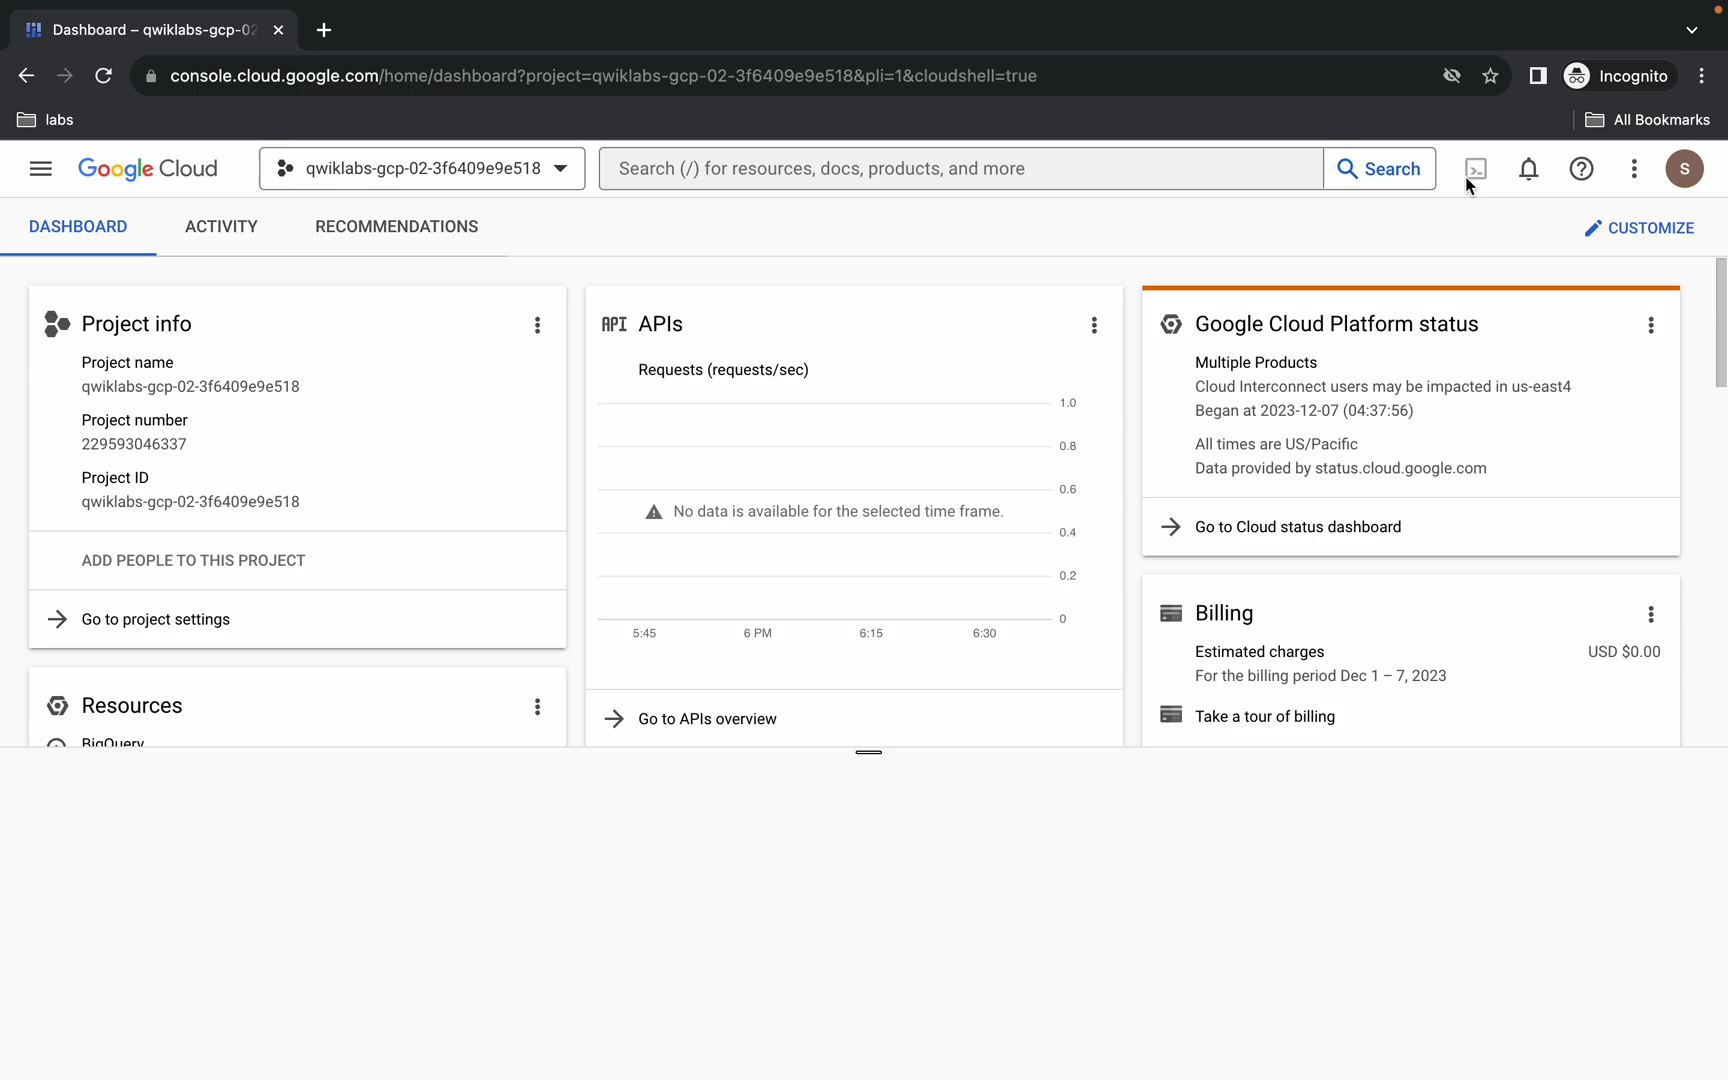 Dashboard – qwiklabs-gcp-02
console.cloud.google.com/home/dashboard?project=qwiklabs-gcp-02-3f6409e9e518&pli=1&cloudshell=true
Incognito
labs
All Bookmarks
Google Cloud
qwiklabs-gcp-02-3f6409e9e518
Search (/) for resources, docs, products, and more
Search
S
DASHBOARD
ACTIVITY
RECOMMENDATIONS
CUSTOMIZE
Project info
Project name
qwiklabs-gcp-02-3f6409e9e518
Project number
229593046337
Project ID
qwiklabs-gcp-02-3f6409e9e518
ADD PEOPLE TO THIS PROJECT
Go to project settings
Resources
BigQuery
API APIs
Requests (requests/sec)
1.0
0.8
0.6
No data is available for the selected time frame.
0.4
0.2
0
5:45
6 PM
6:15
6:30
Go to APIs overview
Google Cloud Platform status
Multiple Products
Cloud Interconnect users may be impacted in us-east4
Began at 2023-12-07 (04:37:56)
All times are US/Pacific
Data provided by status.cloud.google.com
Go to Cloud status dashboard
Billing
Estimated charges
USD $0.00
For the billing period Dec 1 – 7, 2023
Take a tour of billing